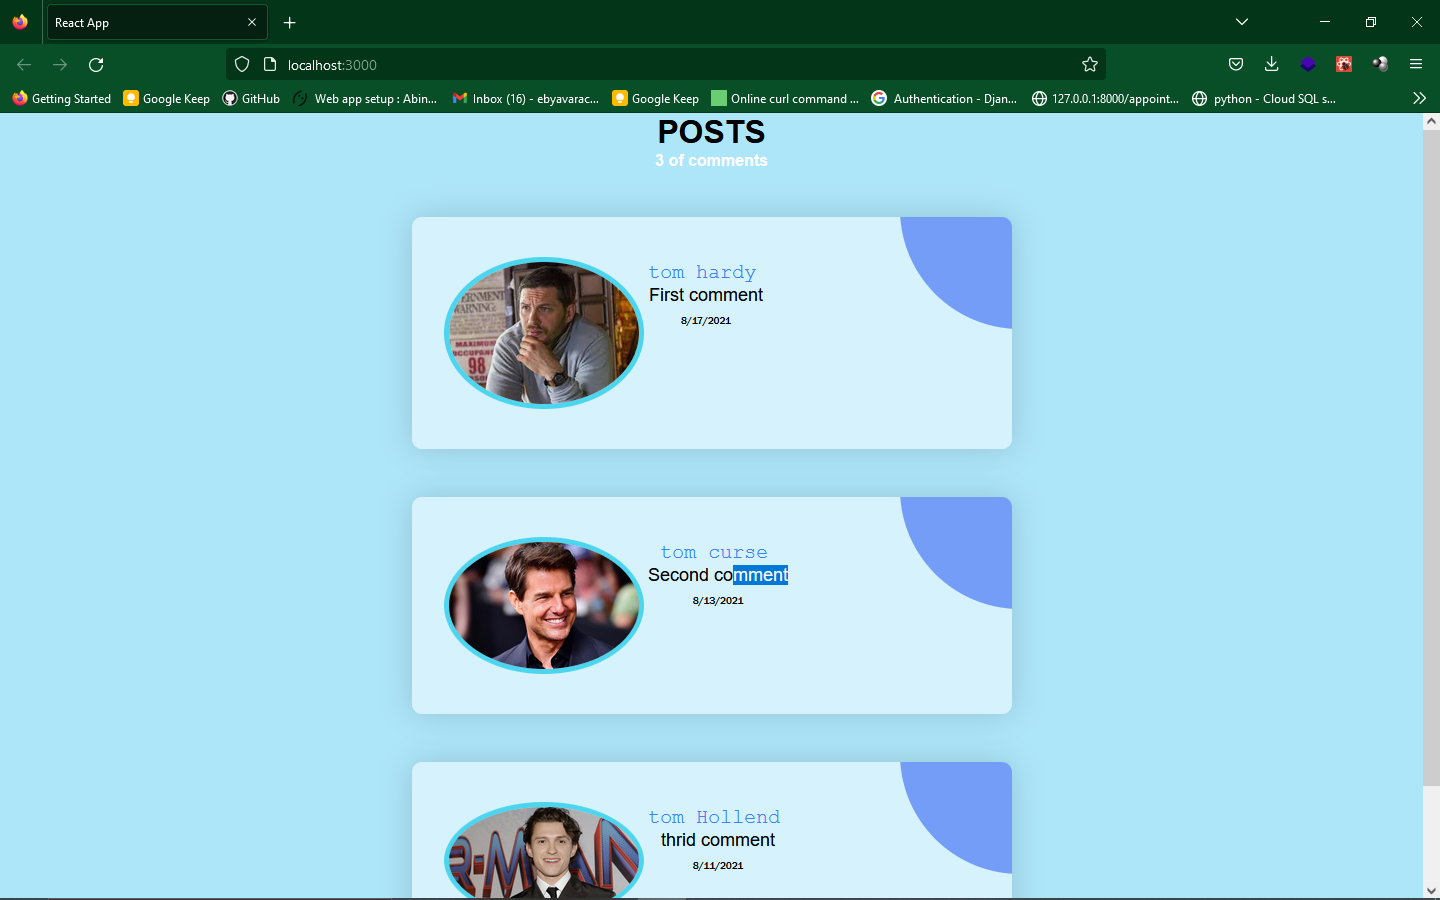 React App
localhost:3000
Getting Started
Google Keep
GitHub
Web app setup : Abin...
Inbox (16) - ebyavarac...
Google Keep
Online curl command ...
Authentication - Djan...
127.0.0.1:8000/appoint...
python - Cloud SQL s...
POSTS
3 of comments
tom hardy
First comment
8/17/2021
WARNING:
MAXIMUM
98
tom curse
Second comment
8/13/2021
tom Hollend
thrid comment
8/11/2021